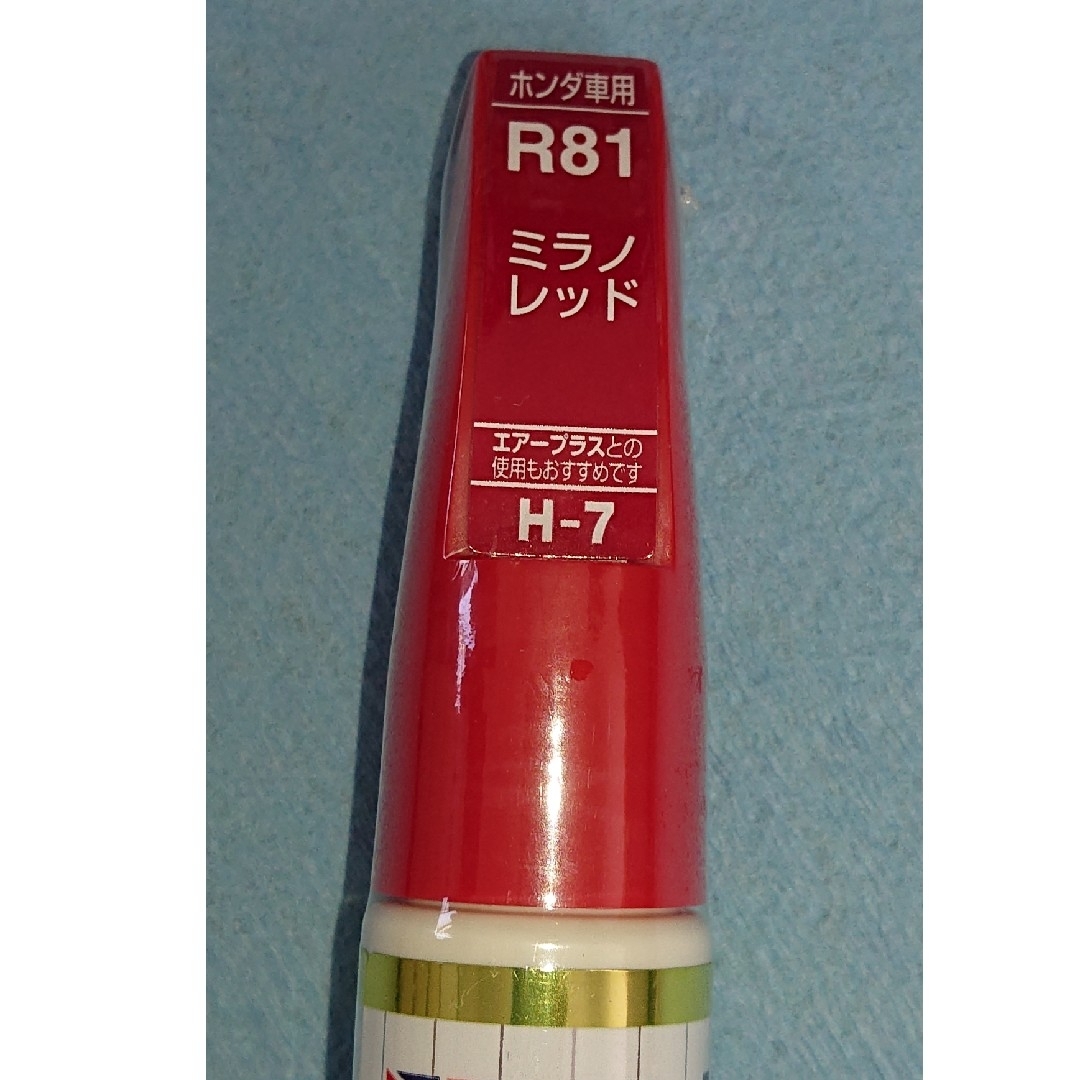 ホンダ車用
R81
ミラノ
レッド
エアープラスとの
使用もおすすめです
H-7